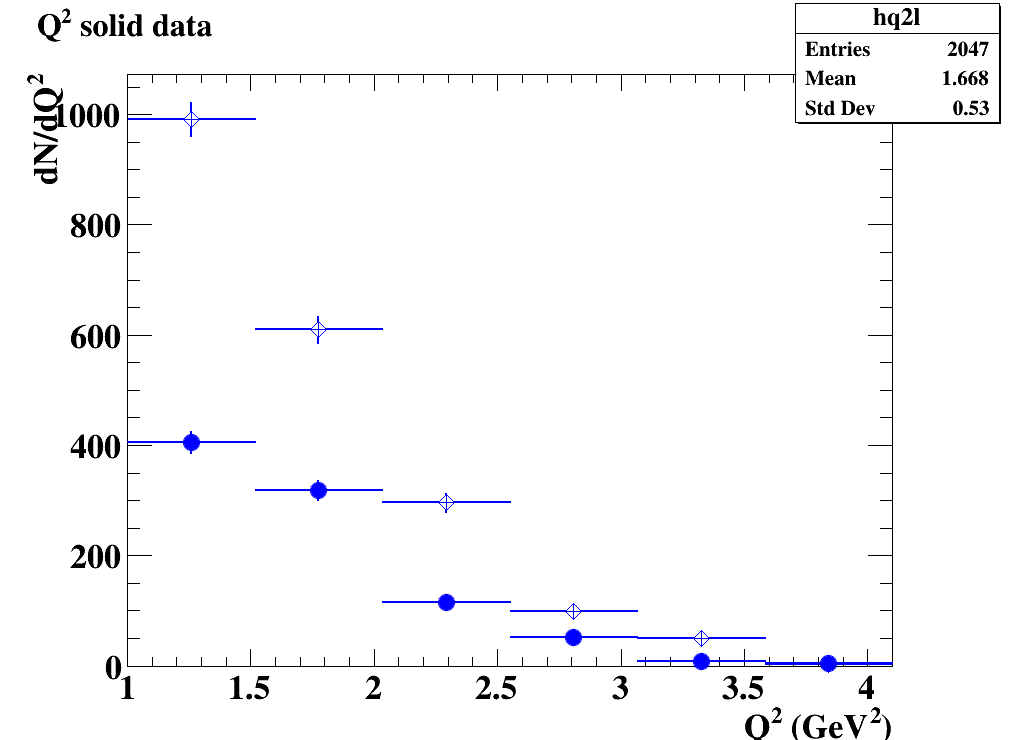 Q² solid data
hq2l
Entries 2047
Mean 1.668
Std Dev 0.53
dN/dQ²
1000
800
600
400
200
0
1 1.5 2 2.5 3 3.5 4
Q² (GeV²)